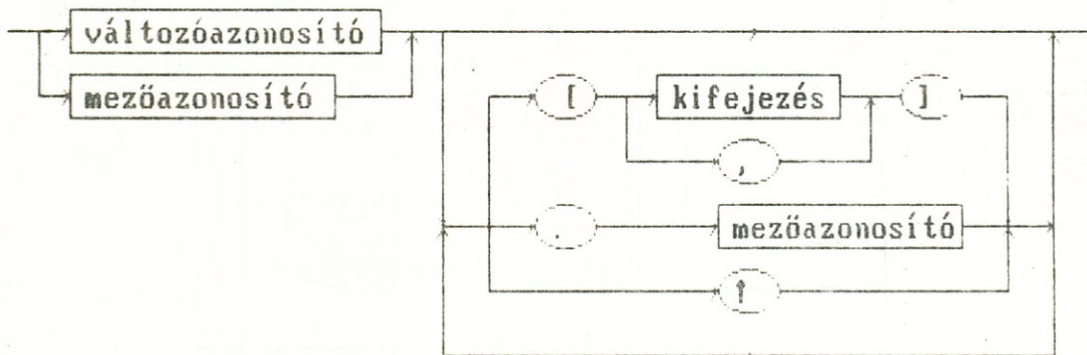 változóazonosító
mezőazonosító
[ kifejezés ]
,
. mezőazonosító
↑